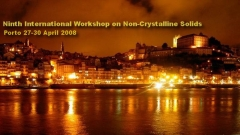 Ninth International Workshop on Non-Crystalline Solids
Porto 27-30 April 2008